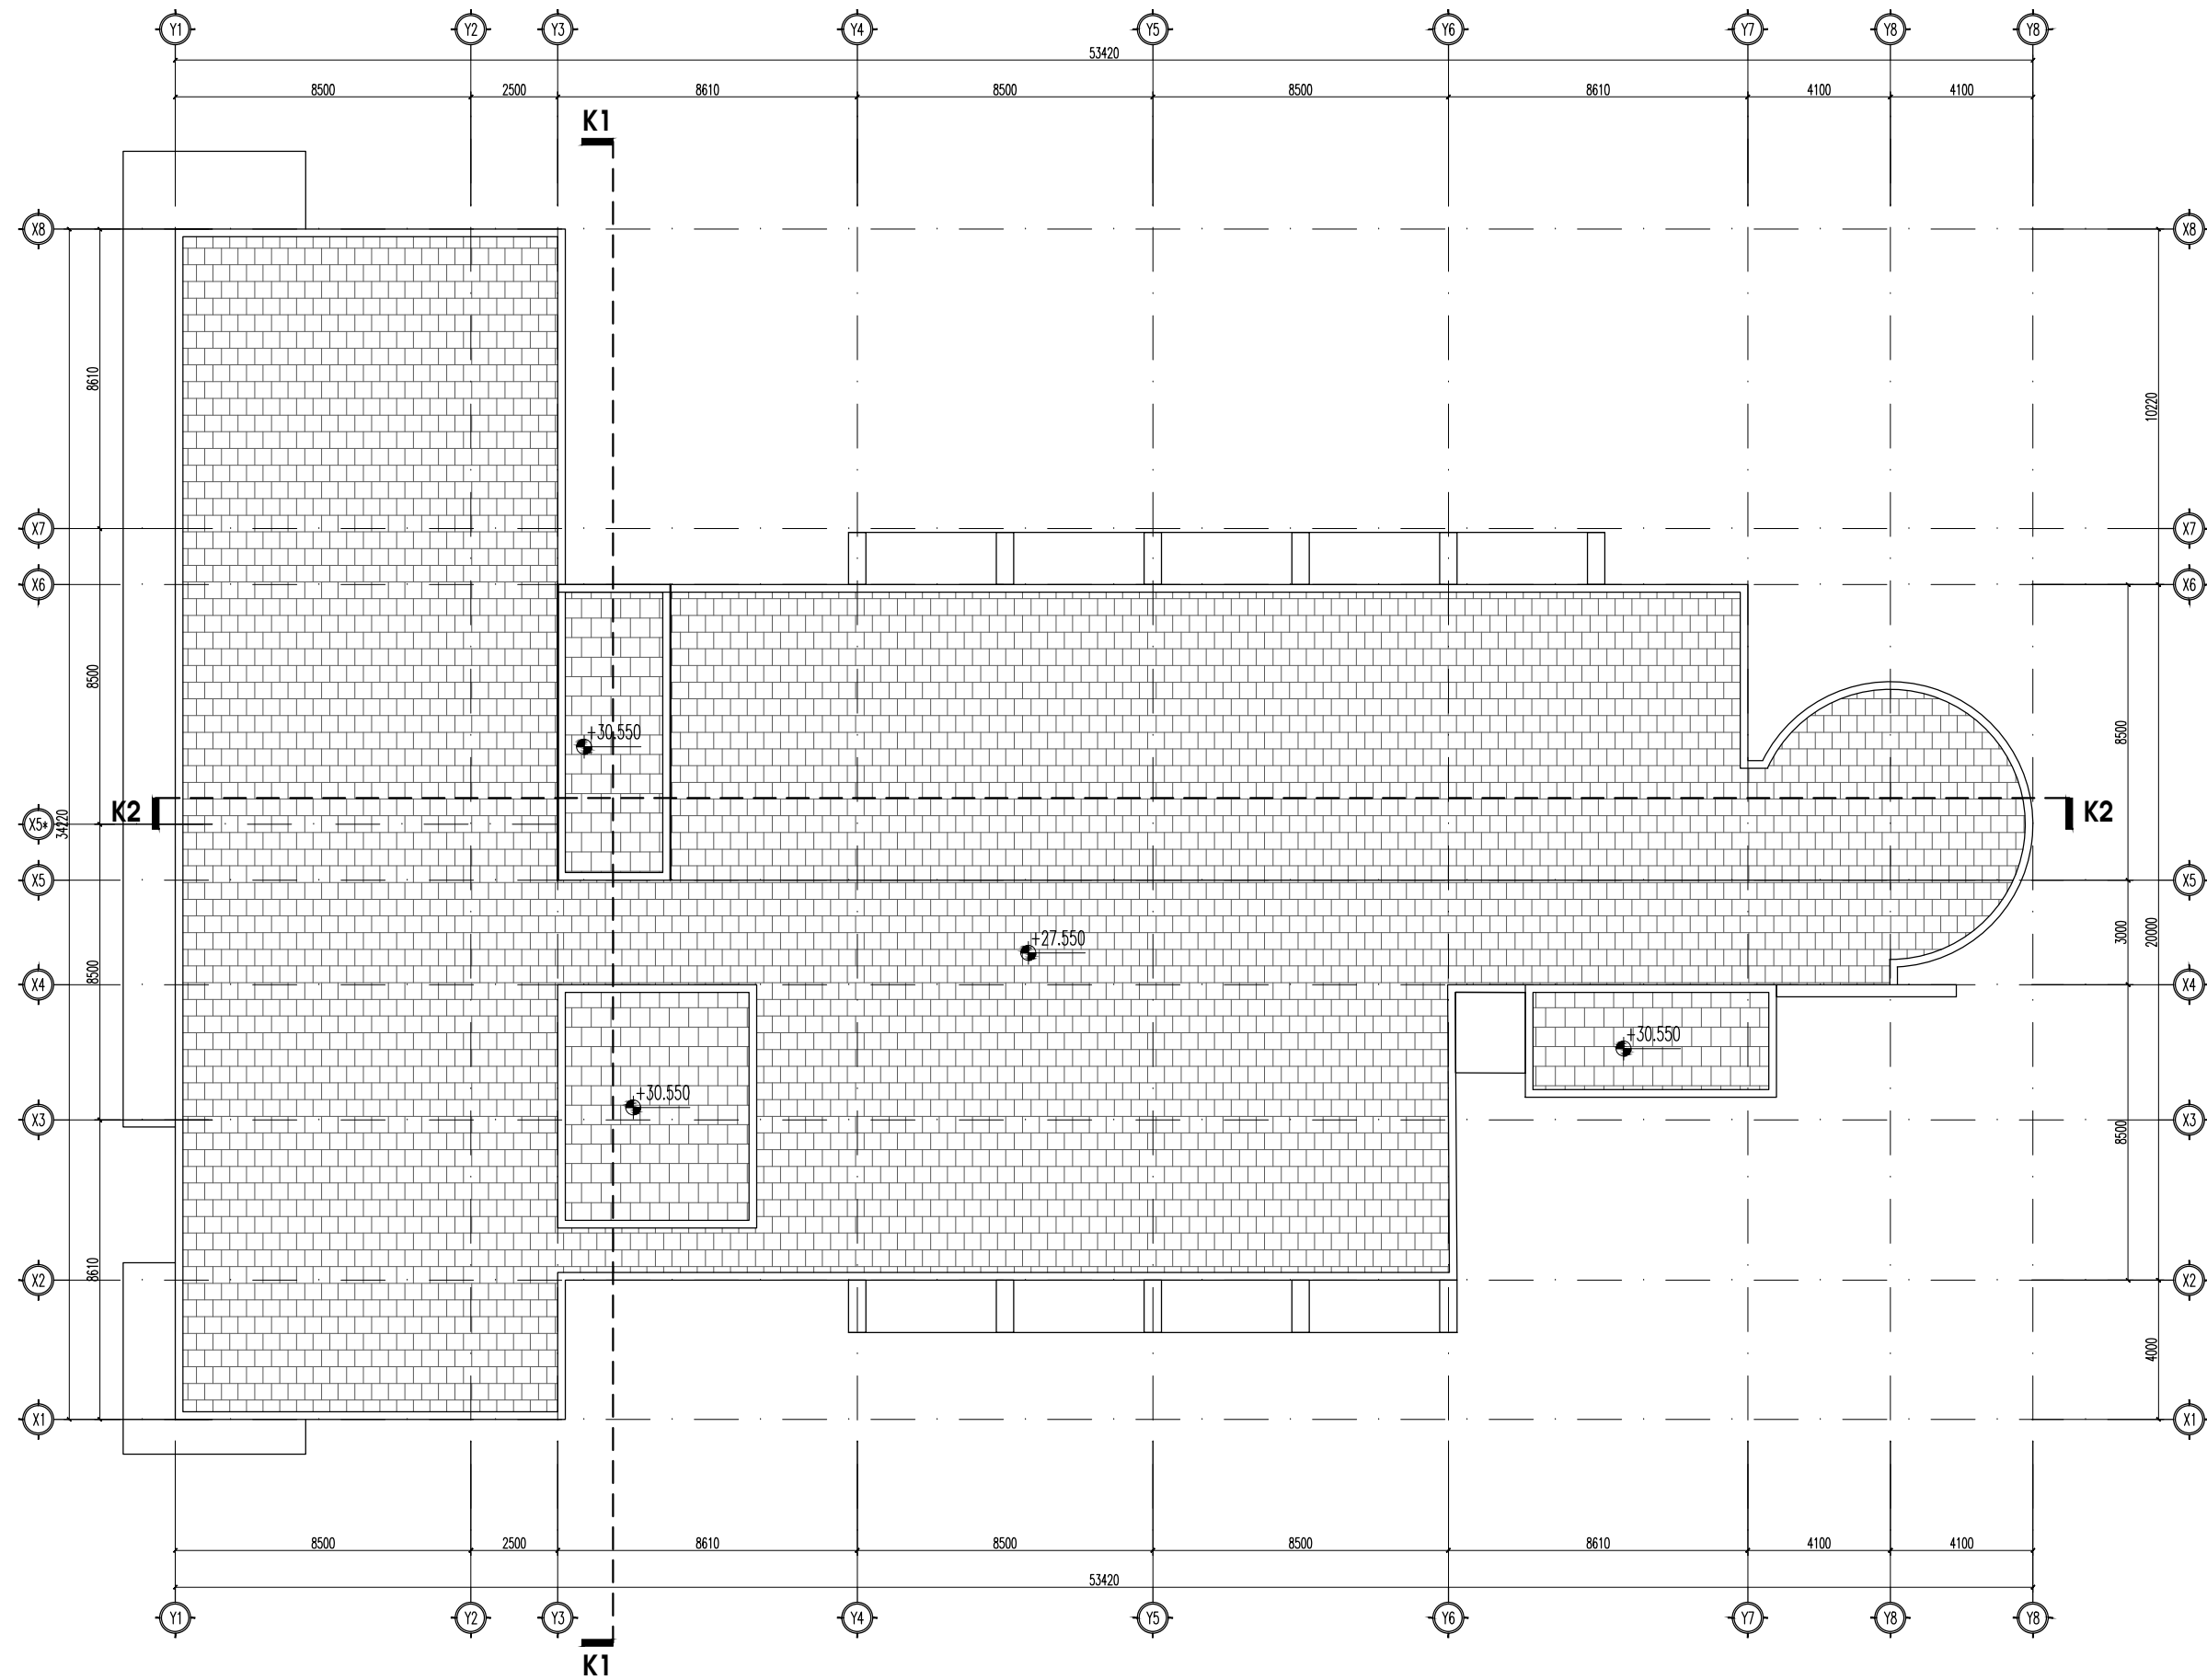 Y1 Y2 Y3 Y4 Y5 Y6 Y7 Y8 Y8
53420
8500 2500 8610 8500 8500 8610 4100 4100
K1
X8 X8
8610 10220
X7 X7
X6 X6
8500 8500
+30.550
K2 K2
X5* 34220
X5 X5
8500 3000 20000
+27.550
X4 X4
+30.550
+30.550
X3 X3
8500
8610
X2 X2
4000
X1 X1
8500 2500 8610 8500 8500 8610 4100 4100
53420
Y1 Y2 Y3 Y4 Y5 Y6 Y7 Y8 Y8
K1